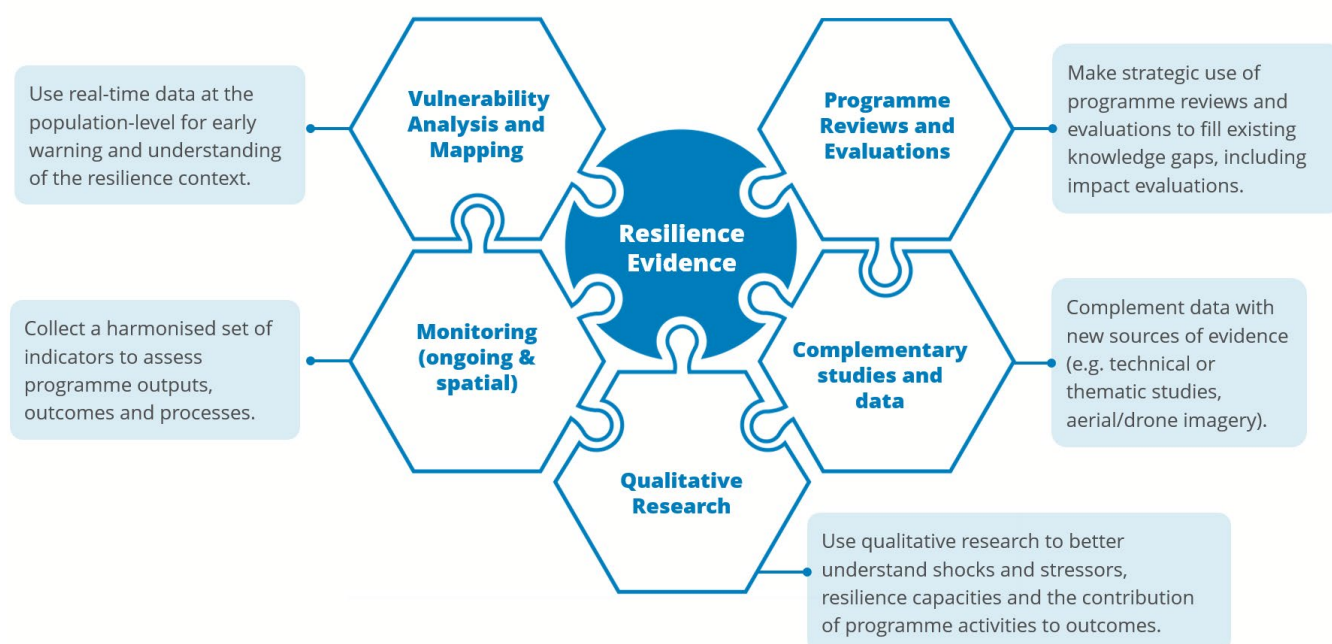 Use real-time data at the
population-level for early
warning and understanding
of the resilience context.
Vulnerability
Analysis and
Mapping
Programme
Reviews and
Evaluations
Make strategic use of
programme reviews and
evaluations to fill existing
knowledge gaps, including
impact evaluations.
Resilience
Evidence
Collect a harmonised set of
indicators to assess
programme outputs,
outcomes and processes.
Monitoring
(ongoing &
spatial)
Complementary
studies and
data
Complement data with
new sources of evidence
(e.g. technical or
thematic studies,
aerial/drone imagery).
Qualitative
Research
Use qualitative research to better
understand shocks and stressors,
resilience capacities and the contribution
of programme activities to outcomes.